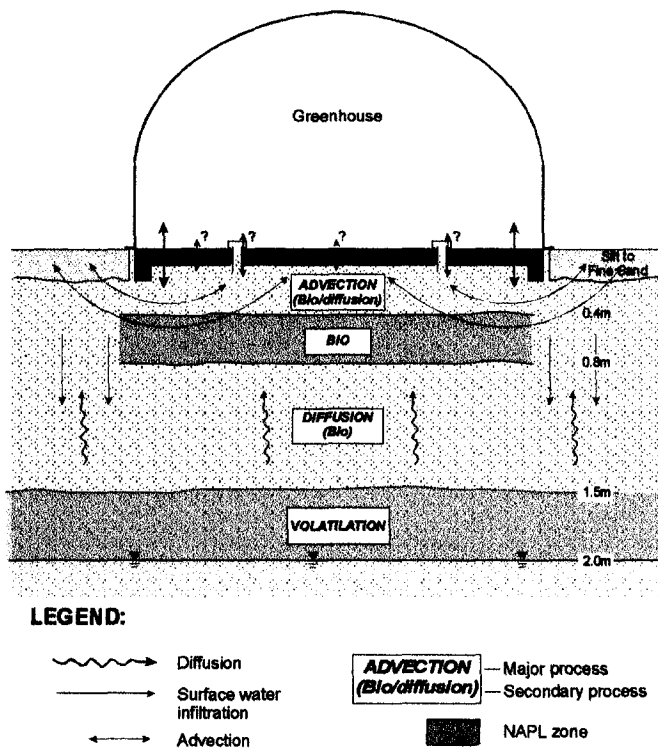 Greenhouse
?
?
?
?
?
Silt to
Fine Sand
ADVECTION
(Bio/diffusion)
0.4m
BIO
0.8m
DIFFUSION
(Bio)
1.5m
VOLATILATION
2.0m
LEGEND:
Diffusion
Surface water
infiltration
Advection
ADVECTION
(Bio/diffusion)
Major process
Secondary process
NAPL zone